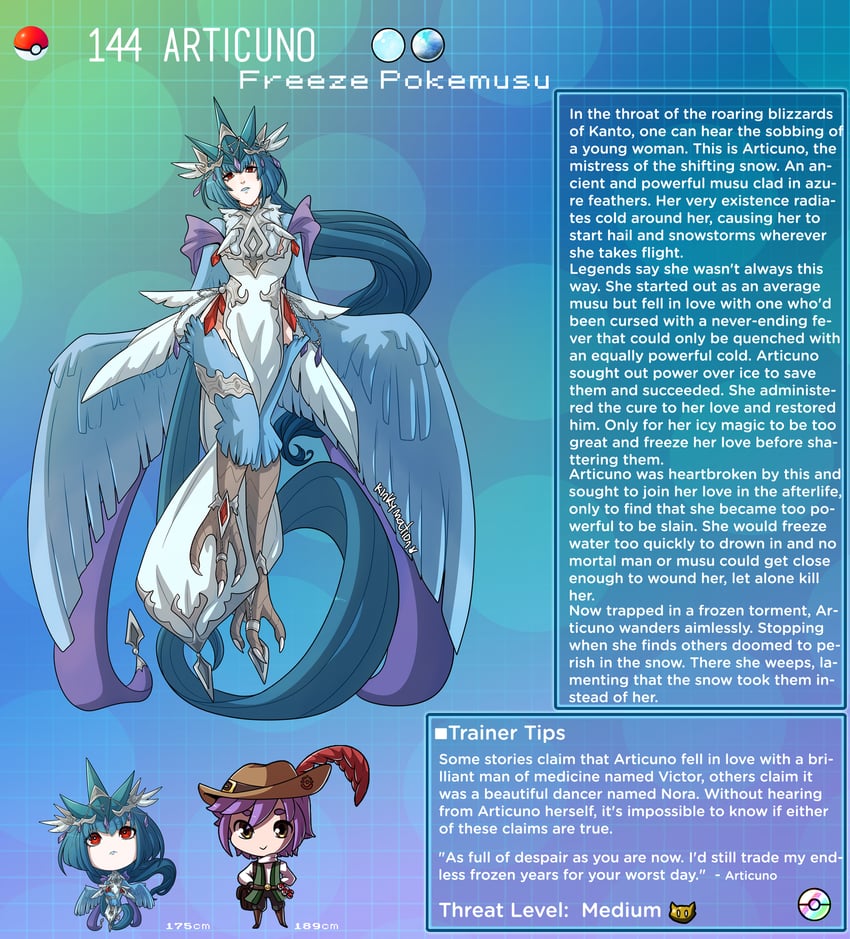 144 ARTICUNO
Freeze Pokemusu
In the throat of the roaring blizzards
of Kanto, one can hear the sobbing of
a young woman. This is Articuno, the
mistress of the shifting snow. An an-
cient and powerful musu clad in azu-
re feathers. Her very existence radia-
tes cold around her, causing her to
start hail and snowstorms wherever
she takes flight.
Legends say she wasn't always this
way. She started out as an average
musu but fell in love with one who'd
been cursed with a never-ending fe-
ver that could only be quenched with
an equally powerful cold. Articuno
sought out power over ice to save
them and succeeded. She administe-
red the cure to her love and restored
him. Only for her icy magic to be too
great and freeze her love before sha-
ttering them.
Articuno was heartbroken by this and
sought to join her love in the afterlife,
only to find that she became too po-
werful to be slain. She would freeze
water too quickly to drown in and no
mortal man or musu could get close
enough to wound her, let alone kill
her.
Now trapped in a frozen torment, Ar-
ticuno wanders aimlessly. Stopping
when she finds others doomed to pe-
rish in the snow. There she weeps, la-
menting that the snow took them in-
stead of her.
Kinkymation
■Trainer Tips
Some stories claim that Articuno fell in love with a bri-
lliant man of medicine named Victor, others claim it
was a beautiful dancer named Nora. Without hearing
from Articuno herself, it's impossible to know if either
of these claims are true.
"As full of despair as you are now. I'd still trade my end-
less frozen years for your worst day." - Articuno
Threat Level: Medium
175cm
189cm